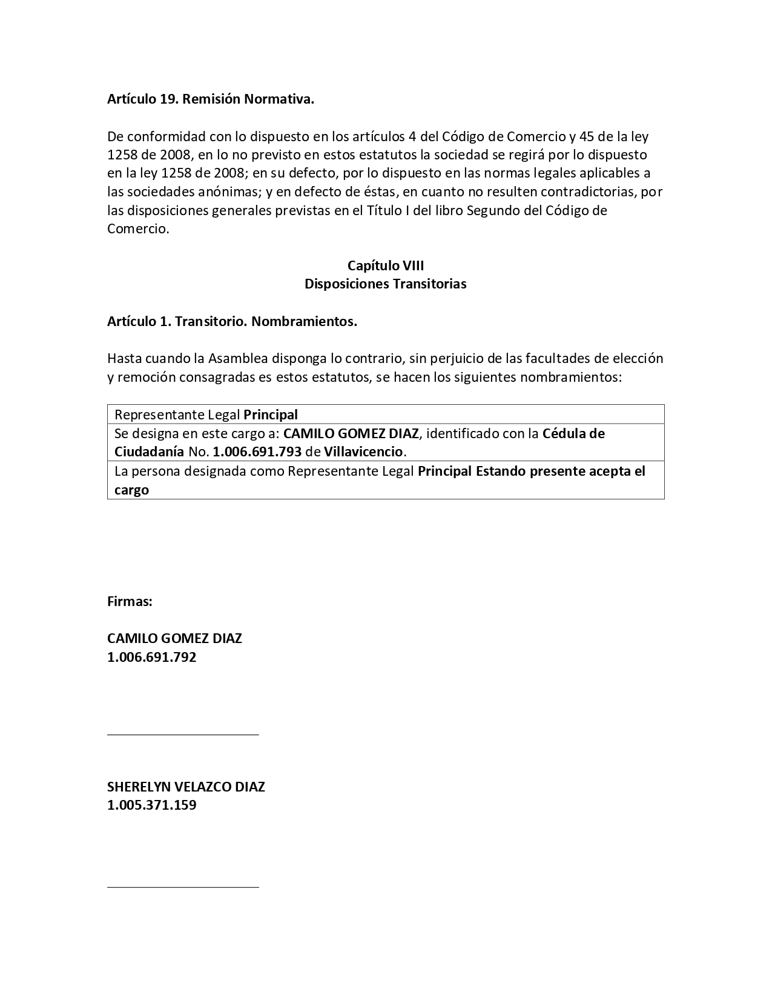 Artículo 19. Remisión Normativa.
De conformidad con lo dispuesto en los artículos 4 del Código de Comercio y 45 de la ley
1258 de 2008, en lo no previsto en estos estatutos la sociedad se regirá por lo dispuesto
en la ley 1258 de 2008; en su defecto, por lo dispuesto en las normas legales aplicables a
las sociedades anónimas; y en defecto de éstas, en cuanto no resulten contradictorias, por
las disposiciones generales previstas en el Título I del libro Segundo del Código de
Comercio.
Capítulo VIII
Disposiciones Transitorias
Artículo 1. Transitorio. Nombramientos.
Hasta cuando la Asamblea disponga lo contrario, sin perjuicio de las facultades de elección
y remoción consagradas es estos estatutos, se hacen los siguientes nombramientos:
Representante Legal Principal
Se designa en este cargo a: CAMILO GOMEZ DIAZ, identificado con la Cédula de
Ciudadanía No. 1.006.691.793 de Villavicencio.
La persona designada como Representante Legal Principal Estando presente acepta el
cargo
Firmas:
CAMILO GOMEZ DIAZ
1.006.691.792
SHERELYN VELAZCO DIAZ
1.005.371.159